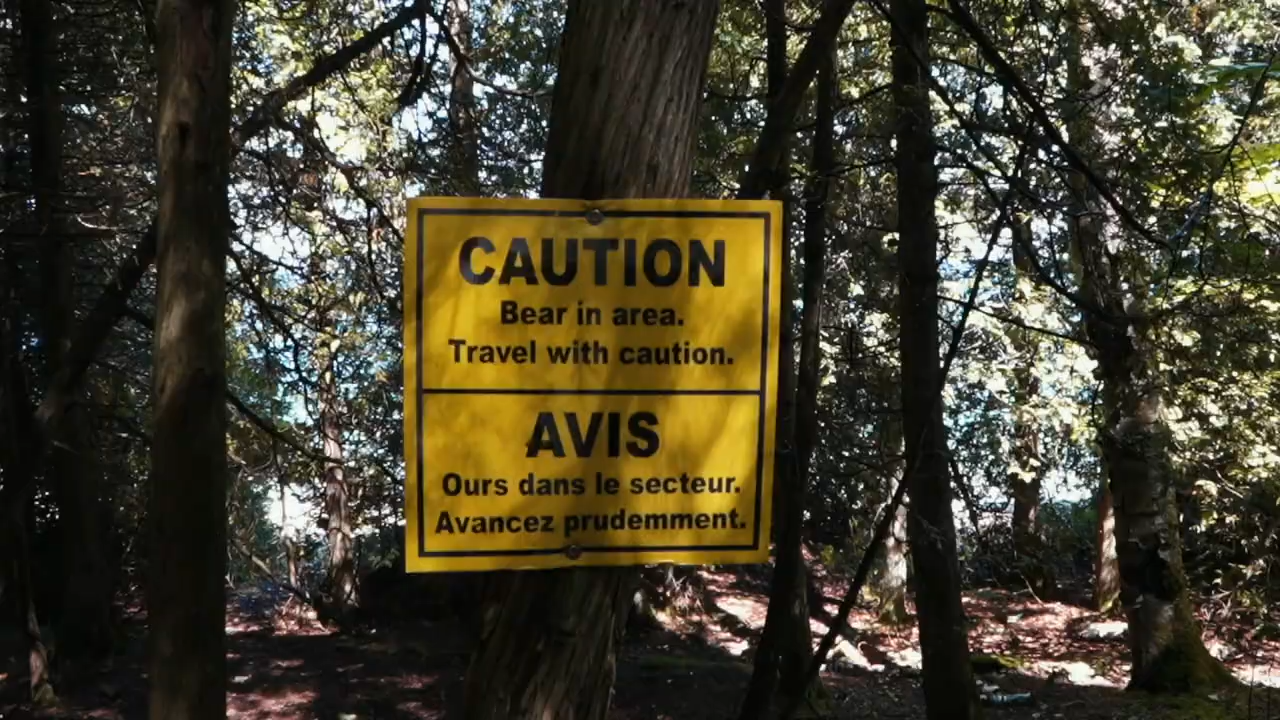 CAUTION
Bear in area.
Travel with caution.
AVIS
Ours dans le secteur.
Avancez prudemment.